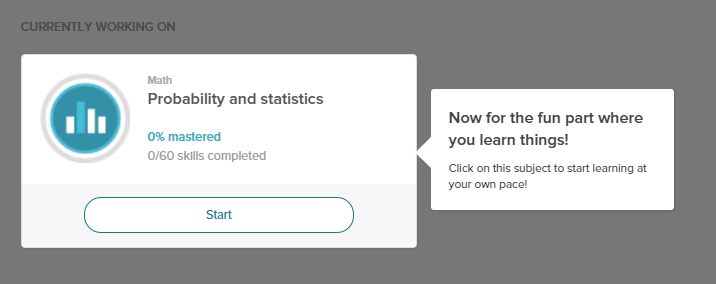 CURRENTLY WORKING ON
Math
Probability and statistics
0% mastered
0/60 skills completed
Start
Now for the fun part where
you learn things!
Click on this subject to start learning at
your own pace!